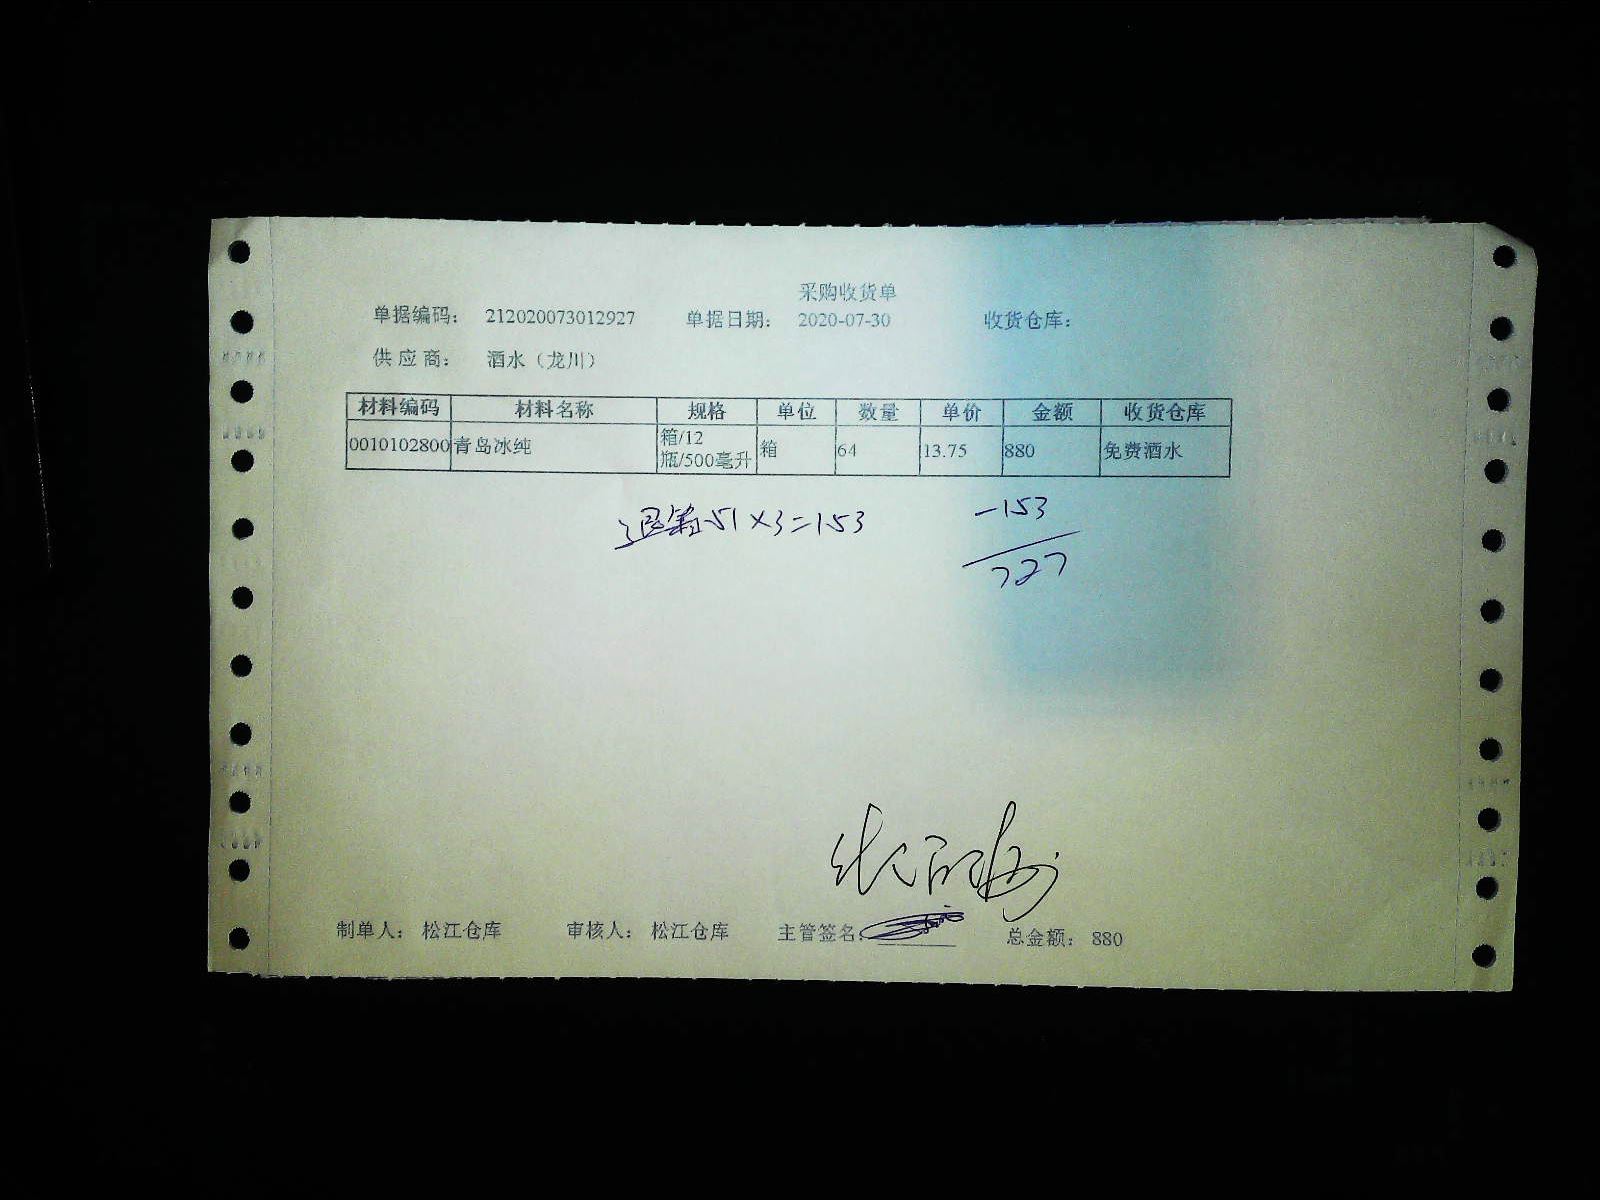 采购收货单
单据编码： 212020073012927 单据日期： 2020-07-30 收货仓库：
供应商： 酒水（龙川）
材料编码 材料名称 规格 单位 数量 单价 金额 收货仓库
0010102800 青岛冰纯 箱/12瓶/500毫升 箱 64 13.75 880 免费酒水
退箱51×3=153
-153
727
制单人： 松江仓库 审核人： 松江仓库 主管签名： 总金额： 880